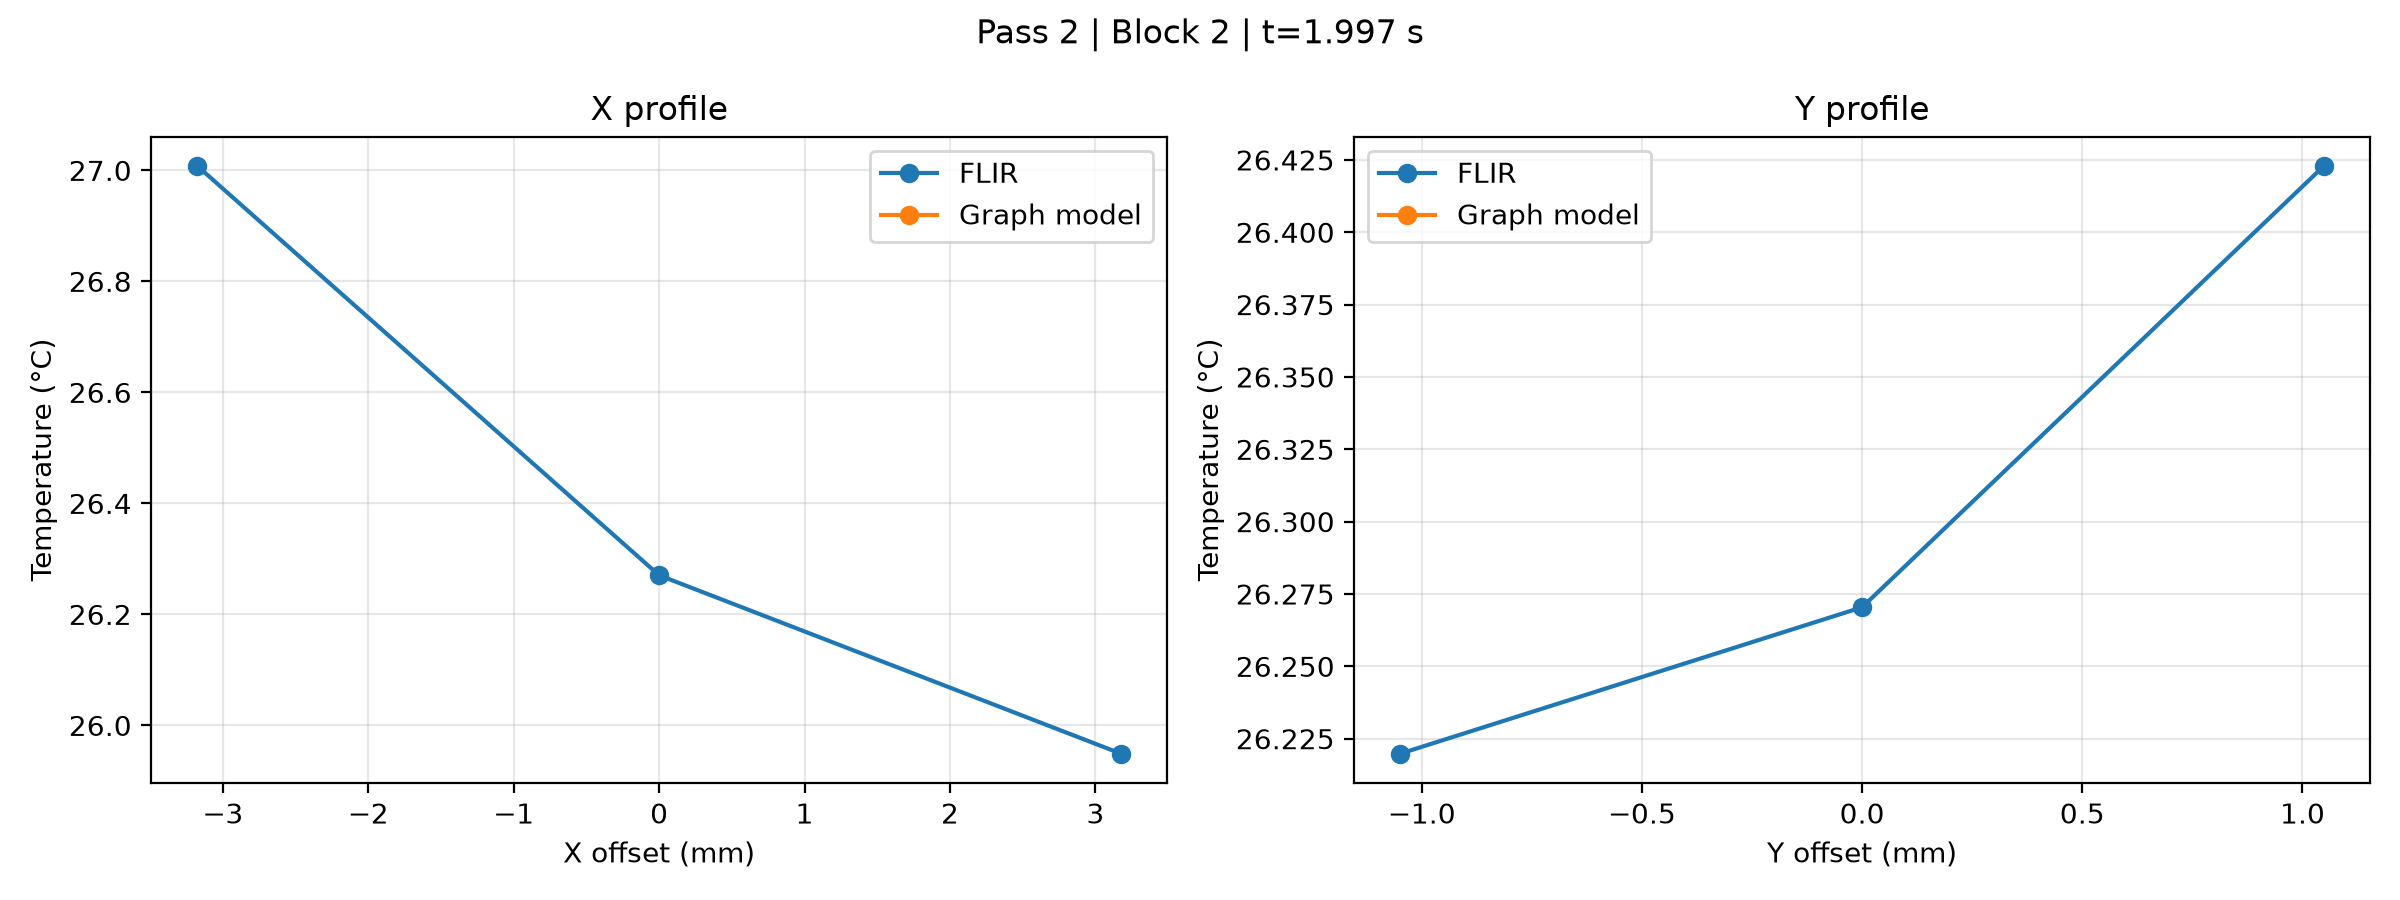 Pass 2 | Block 2 | t=1.997 s
X profile
27.0
26.8
26.6
26.4
26.2
26.0
Temperature (°C)
FLIR
Graph model
−3 −2 −1 0 1 2 3
X offset (mm)
Y profile
26.425
26.400
26.375
26.350
26.325
26.300
26.275
26.250
26.225
Temperature (°C)
FLIR
Graph model
−1.0 −0.5 0.0 0.5 1.0
Y offset (mm)